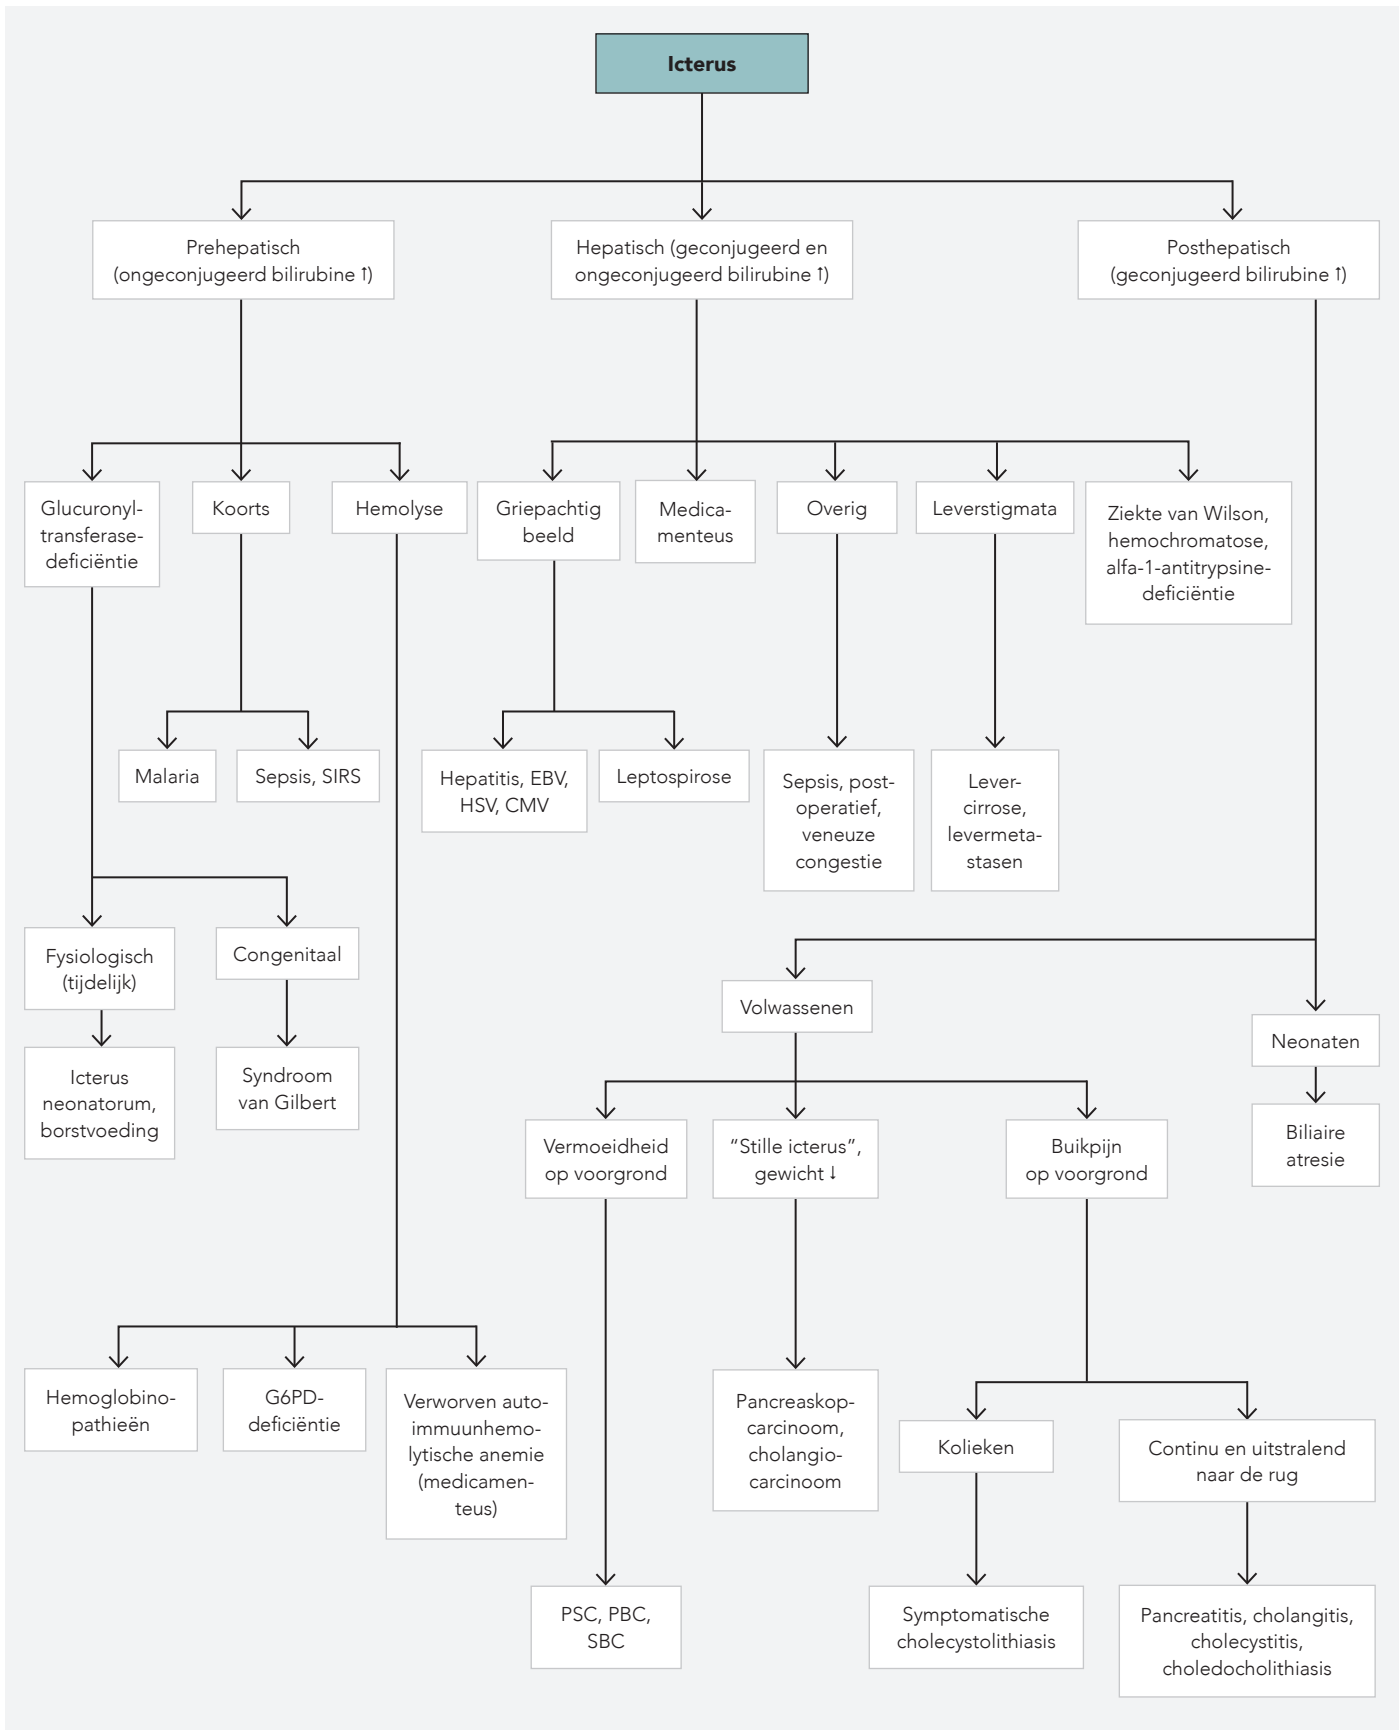 Icterus
Prehepatisch
(ongeconjugeerd bilirubine ↑)
Hepatisch (geconjugeerd en
ongeconjugeerd bilirubine ↑)
Posthepatisch
(geconjugeerd bilirubine ↑)
Glucuronyl-
transferase-
deficiëntie
Koorts
Hemolyse
Griepachtig
beeld
Medica-
menteus
Overig
Leverstigmata
Ziekte van Wilson,
hemochromatose,
alfa-1-antitrypsine-
deficiëntie
Malaria
Sepsis, SIRS
Hepatitis, EBV,
HSV, CMV
Leptospirose
Sepsis, post-
operatief,
veneuze
congestie
Lever-
cirrose,
levermeta-
stasen
Fysiologisch
(tijdelijk)
Congenitaal
Volwassenen
Neonaten
Icterus
neonatorum,
borstvoeding
Syndroom
van Gilbert
Vermoeidheid
op voorgrond
“Stille icterus”,
gewicht ↓
Buikpijn
op voorgrond
Biliaire
atresie
Hemoglobino-
pathieën
G6PD-
deficiëntie
Verworven auto-
immuunhemo-
lytische anemie
(medicamen-
teus)
Pancreaskop-
carcinoom,
cholangio-
carcinoom
Kolieken
Continu en uitstralend
naar de rug
PSC, PBC,
SBC
Symptomatische
cholecystolithiasis
Pancreatitis, cholangitis,
cholecystitis,
choledocholithiasis